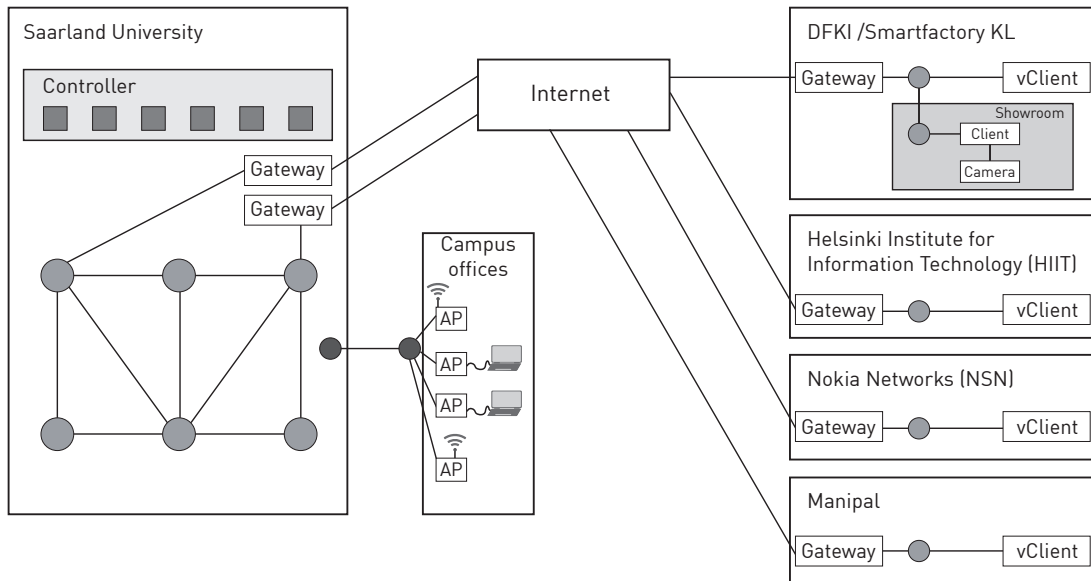 Saarland University
Controller
Gateway
Gateway
Internet
Campus
offices
AP
AP
AP
AP
DFKI /Smartfactory KL
Gateway
vClient
Showroom
Client
Camera
Helsinki Institute for
Information Technology (HIIT)
Gateway
vClient
Nokia Networks (NSN)
Gateway
vClient
Manipal
Gateway
vClient